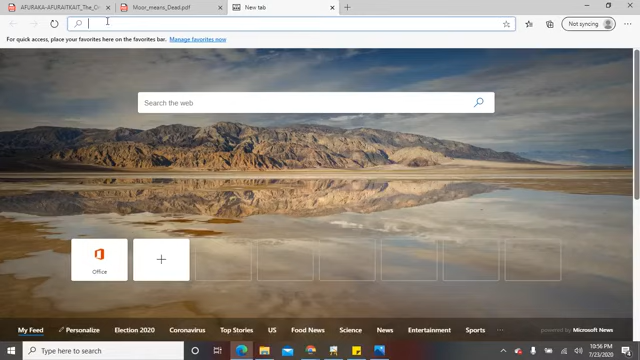 AFURAKA-AFURAITKAIT_The_O
Moor_means_Dead.pdf
New tab
Not syncing
For quick access, place your favorites here on the favorites bar. Manage favorites now
Search the web
Office
My Feed
Personalize
Election 2020
Coronavirus
Top Stories
US
Food News
Science
News
Entertainment
Sports
powered by Microsoft News
Type here to search
10:56 PM
7/23/2020